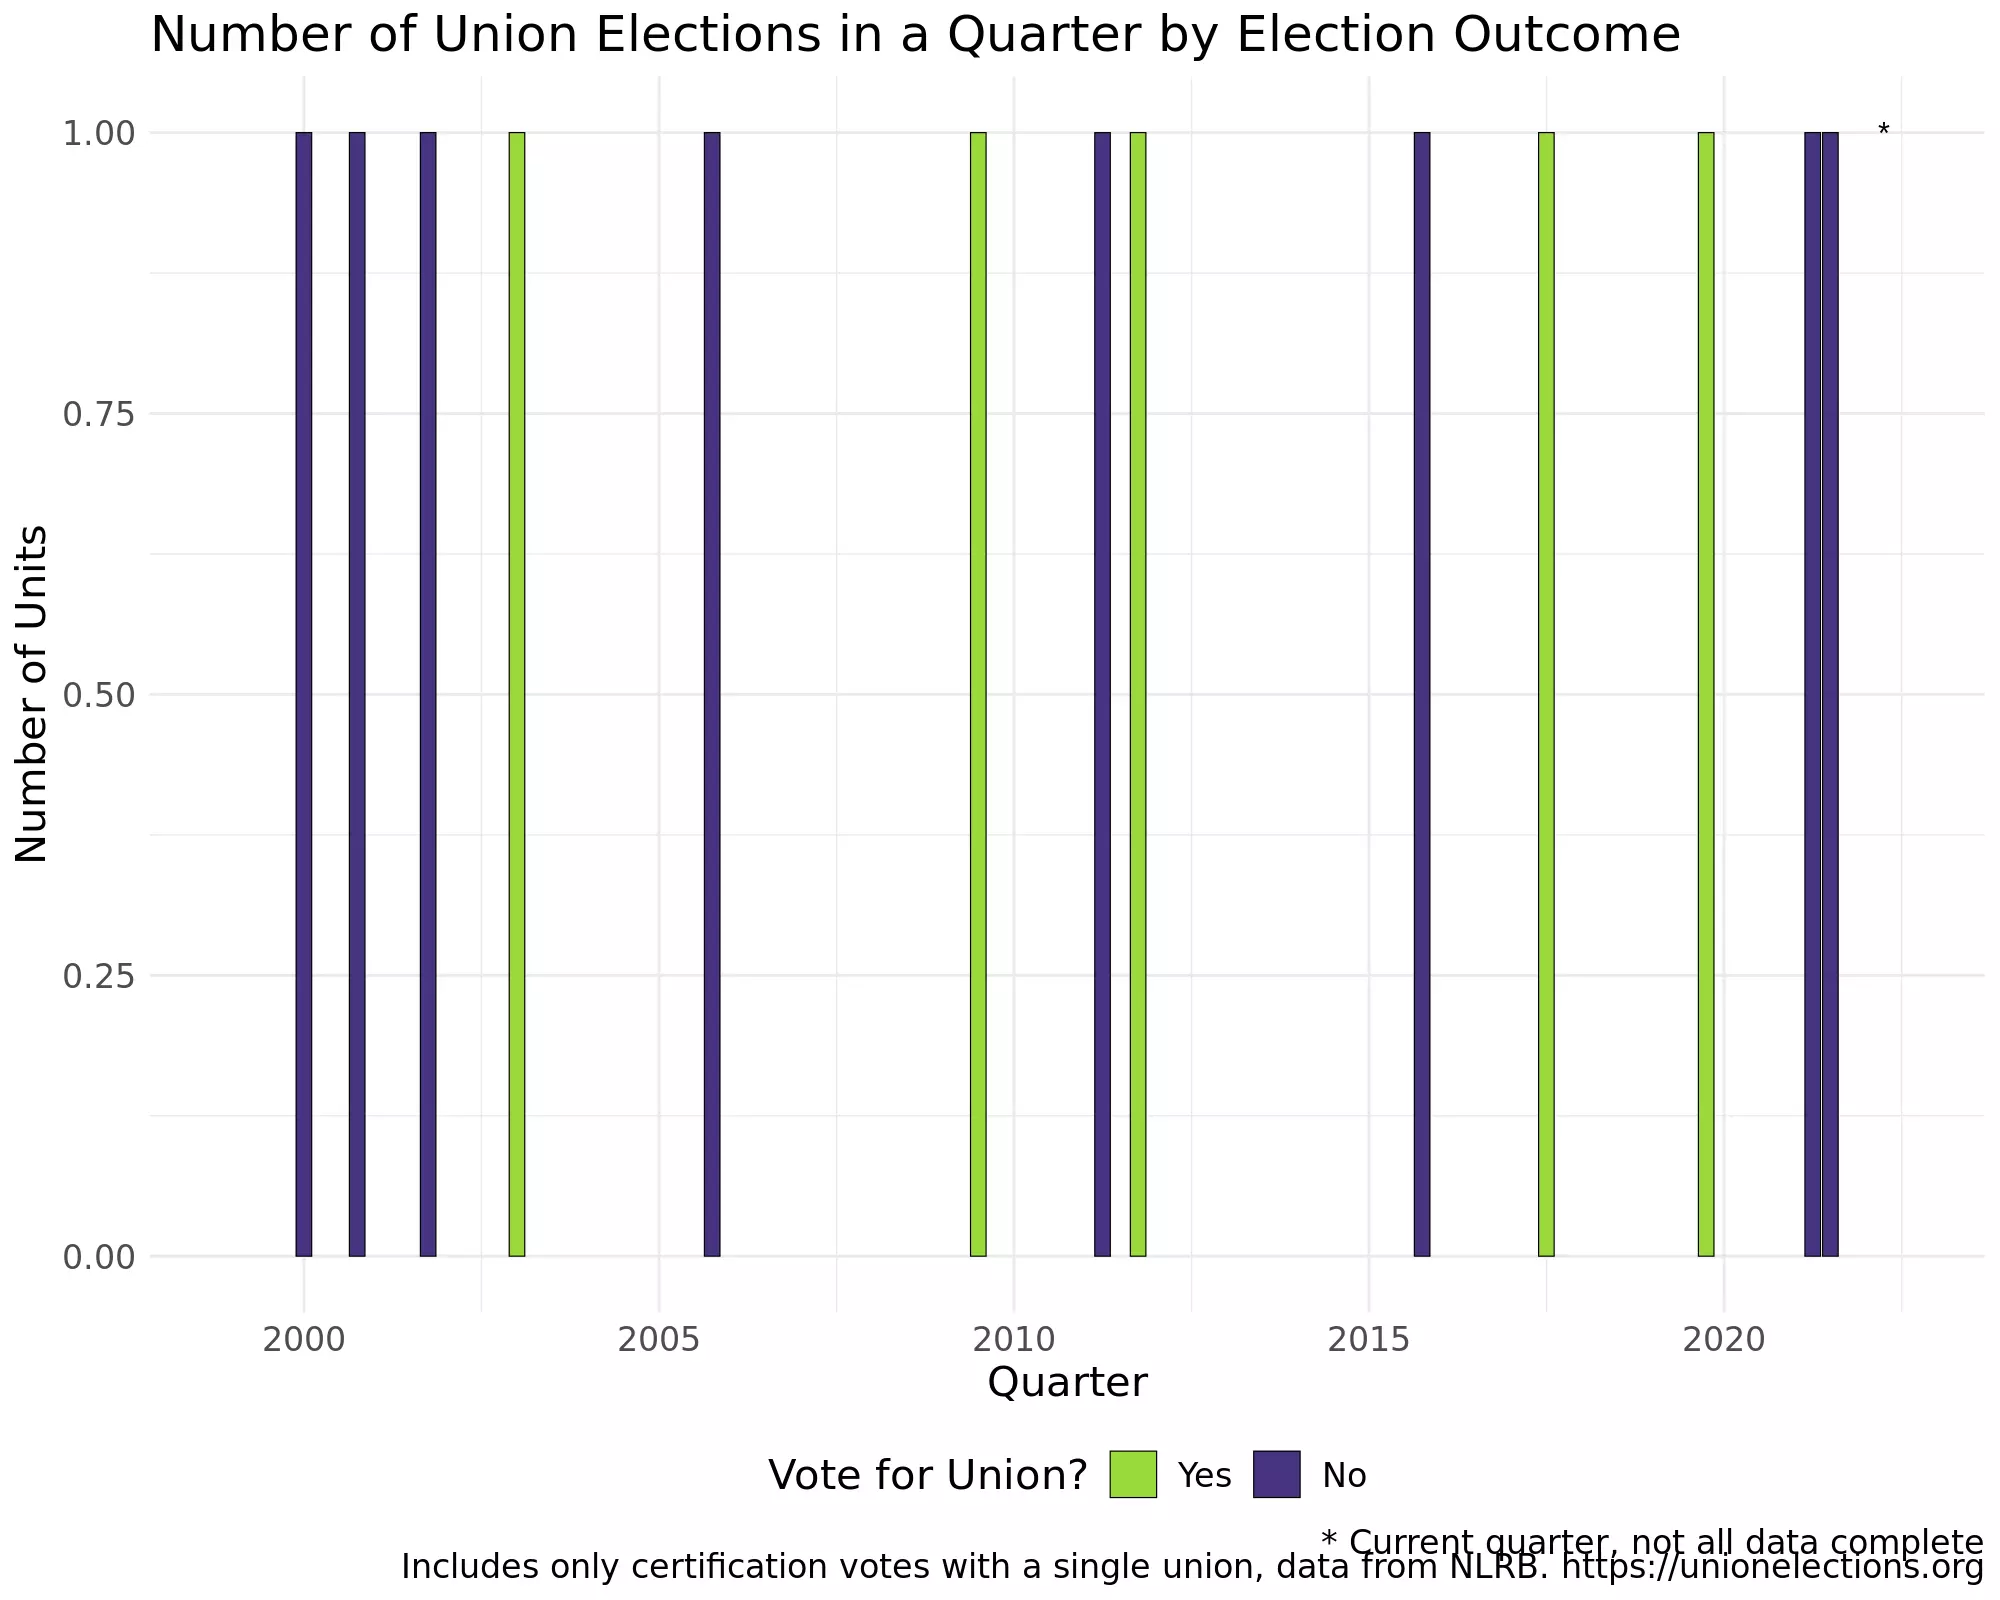 Number of Union Elections in a Quarter by Election Outcome
1.00
*
0.75
Number of Units
0.50
0.25
0.00
2000 2005 2010 2015 2020
Quarter
Vote for Union? Yes No
* Current quarter, not all data complete
Includes only certification votes with a single union, data from NLRB. https://unionelections.org